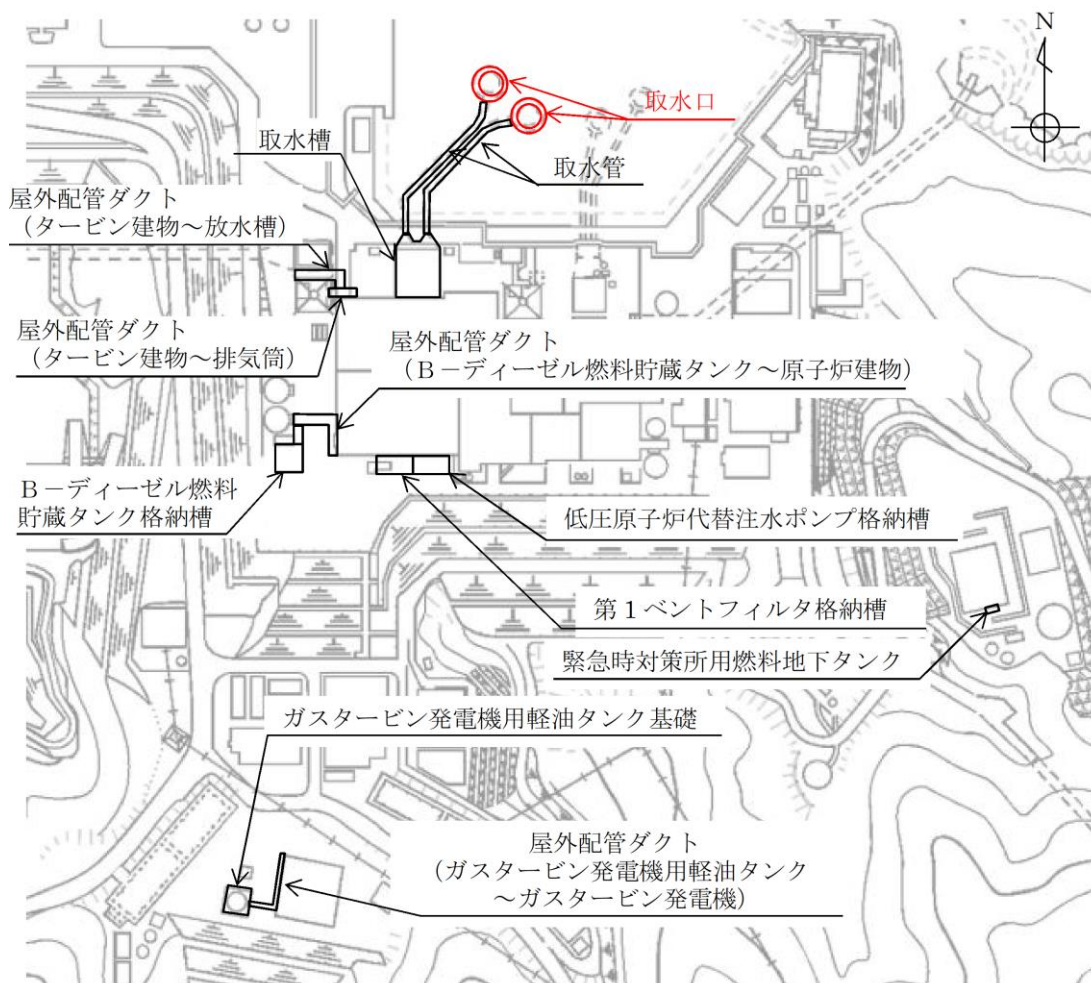 N
取水口
取水槽
取水管
屋外配管ダクト
（タービン建物～放水槽）
屋外配管ダクト
（タービン建物～排気筒）
屋外配管ダクト
（Ｂ－ディーゼル燃料貯蔵タンク～原子炉建物）
Ｂ－ディーゼル燃料
貯蔵タンク格納槽
低圧原子炉代替注水ポンプ格納槽
第１ベントフィルタ格納槽
緊急時対策所用燃料地下タンク
ガスタービン発電機用軽油タンク基礎
屋外配管ダクト
（ガスタービン発電機用軽油タンク
～ガスタービン発電機）